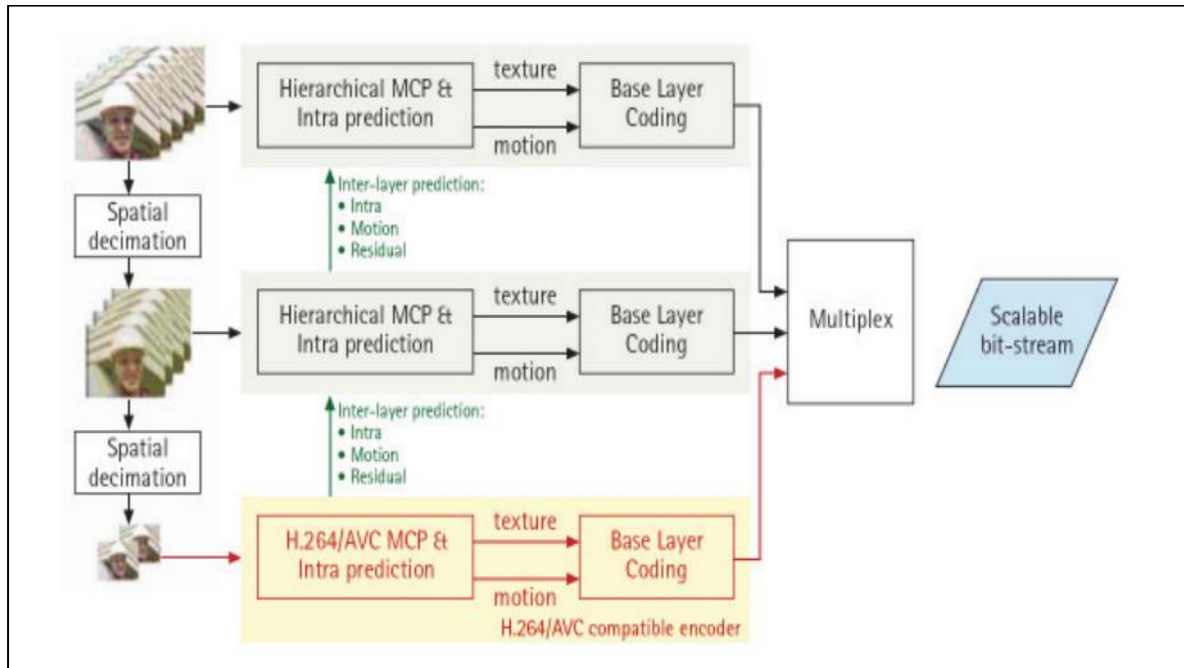 Hierarchical MCP &
Intra prediction
texture
motion
Base Layer
Coding
Spatial
decimation
Inter-layer prediction:
• Intra
• Motion
• Residual
Hierarchical MCP &
Intra prediction
texture
motion
Base Layer
Coding
Multiplex
Scalable
bit-stream
Spatial
decimation
Inter-layer prediction:
• Intra
• Motion
• Residual
H.264/AVC MCP &
Intra prediction
texture
motion
Base Layer
Coding
H.264/AVC compatible encoder